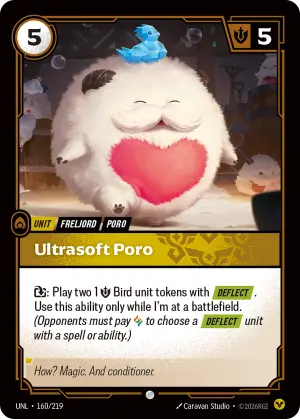 5
5
UNIT FRELJORD PORO
Ultrasoft Poro
: Play two 1 Bird unit tokens with DEFLECT.
Use this ability only while I'm at a battlefield.
(Opponents must pay to choose a DEFLECT unit
with a spell or ability.)
How? Magic. And conditioner.
UNL • 160/219
Caravan Studio • ©2026RGI